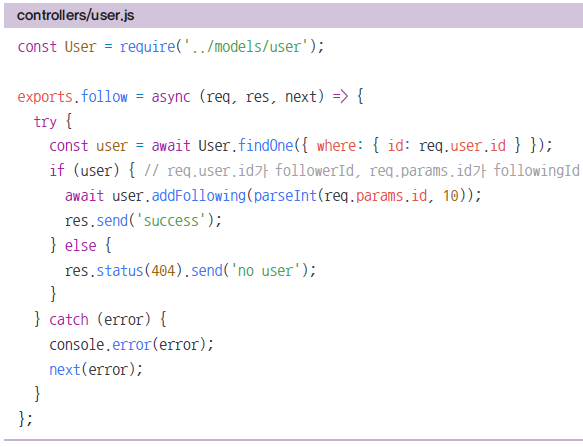 controllers/user.js
const User = require('../models/user');
exports.follow = async (req, res, next) => {
try {
const user = await User.findOne({ where: { id: req.user.id } });
if (user) { // req.user.id가 followerId, req.params.id가 followingId
await user.addFollowing(parseInt(req.params.id, 10));
res.send('success');
} else {
res.status(404).send('no user');
}
} catch (error) {
console.error(error);
next(error);
}
};